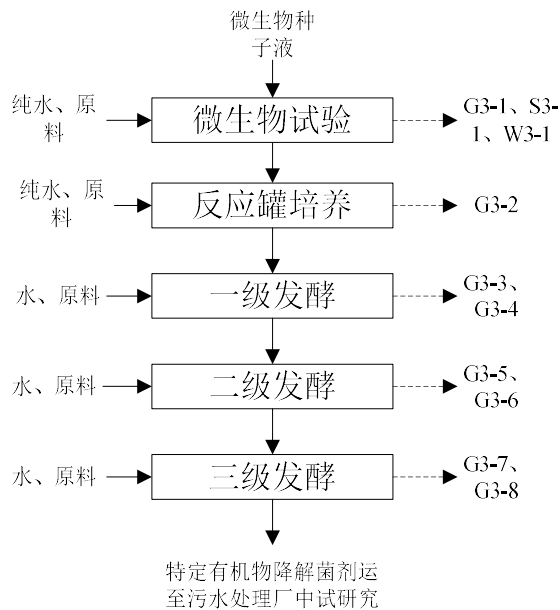 微生物种
子液
纯水、原
料
微生物试验
G3-1、S3-
1、W3-1
纯水、原
料
反应罐培养
G3-2
水、原料
一级发酵
G3-3、
G3-4
水、原料
二级发酵
G3-5、
G3-6
水、原料
三级发酵
G3-7、
G3-8
特定有机物降解菌剂运
至污水处理厂中试研究